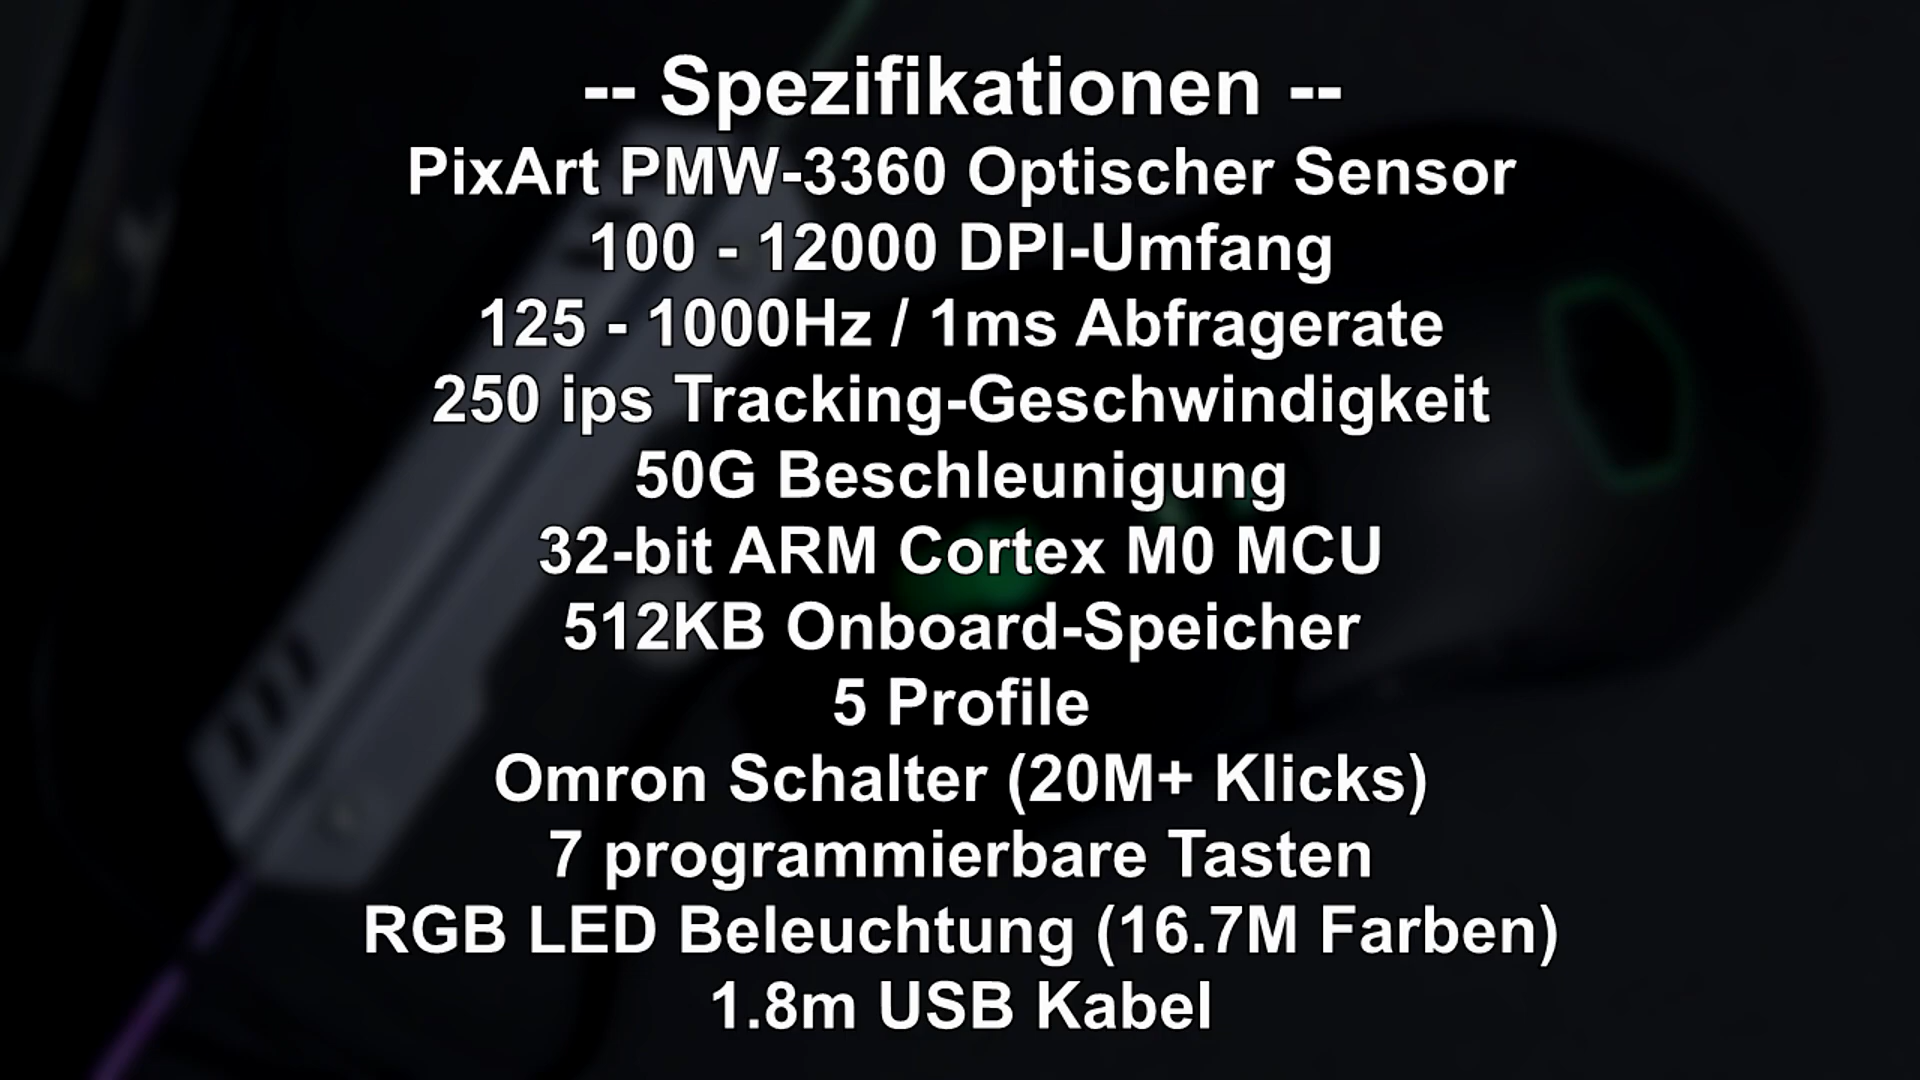 -- Spezifikationen --
PixArt PMW-3360 Optischer Sensor
100 - 12000 DPI-Umfang
125 - 1000Hz / 1ms Abfragerate
250 ips Tracking-Geschwindigkeit
50G Beschleunigung
32-bit ARM Cortex M0 MCU
512KB Onboard-Speicher
5 Profile
Omron Schalter (20M+ Klicks)
7 programmierbare Tasten
RGB LED Beleuchtung (16.7M Farben)
1.8m USB Kabel